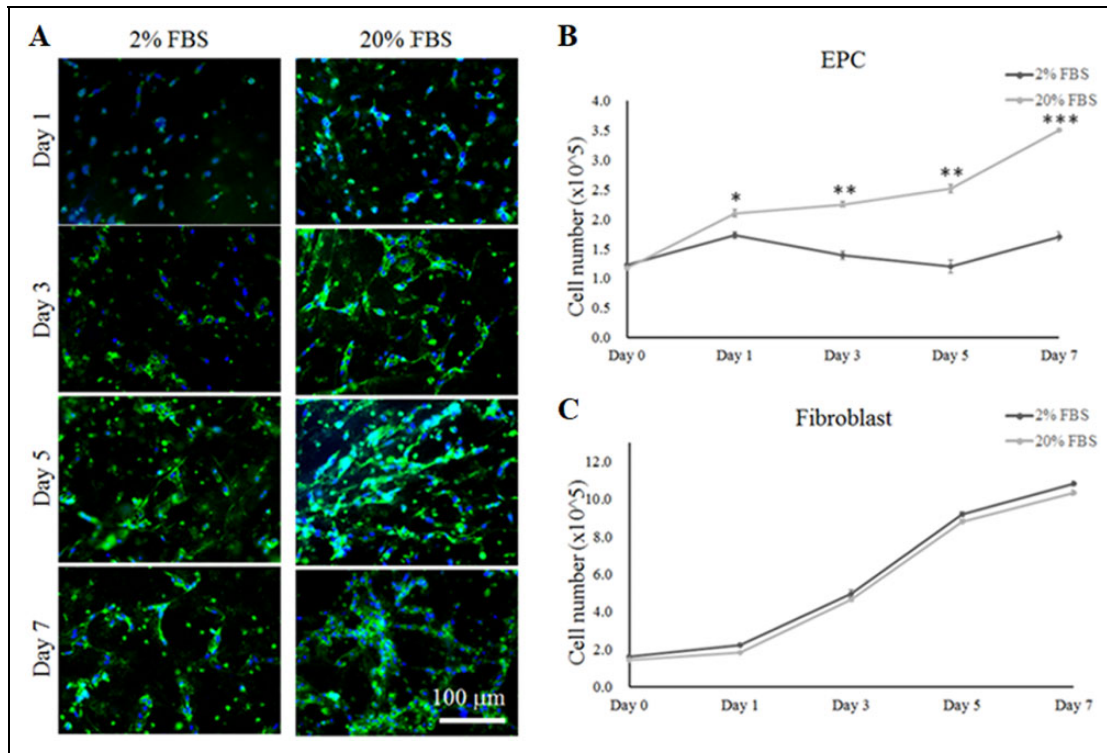 A
2% FBS
20% FBS
Day 1
Day 3
Day 5
Day 7
100 µm
B
EPC
2% FBS
20% FBS
Cell number (x10^5)
4.0
3.5
3.0
2.5
2.0
1.5
1.0
0.5
0.0
*
**
**
***
Day 0 Day 1 Day 3 Day 5 Day 7
C
Fibroblast
2% FBS
20% FBS
Cell number (x10^5)
12.0
10.0
8.0
6.0
4.0
2.0
0.0
Day 0 Day 1 Day 3 Day 5 Day 7